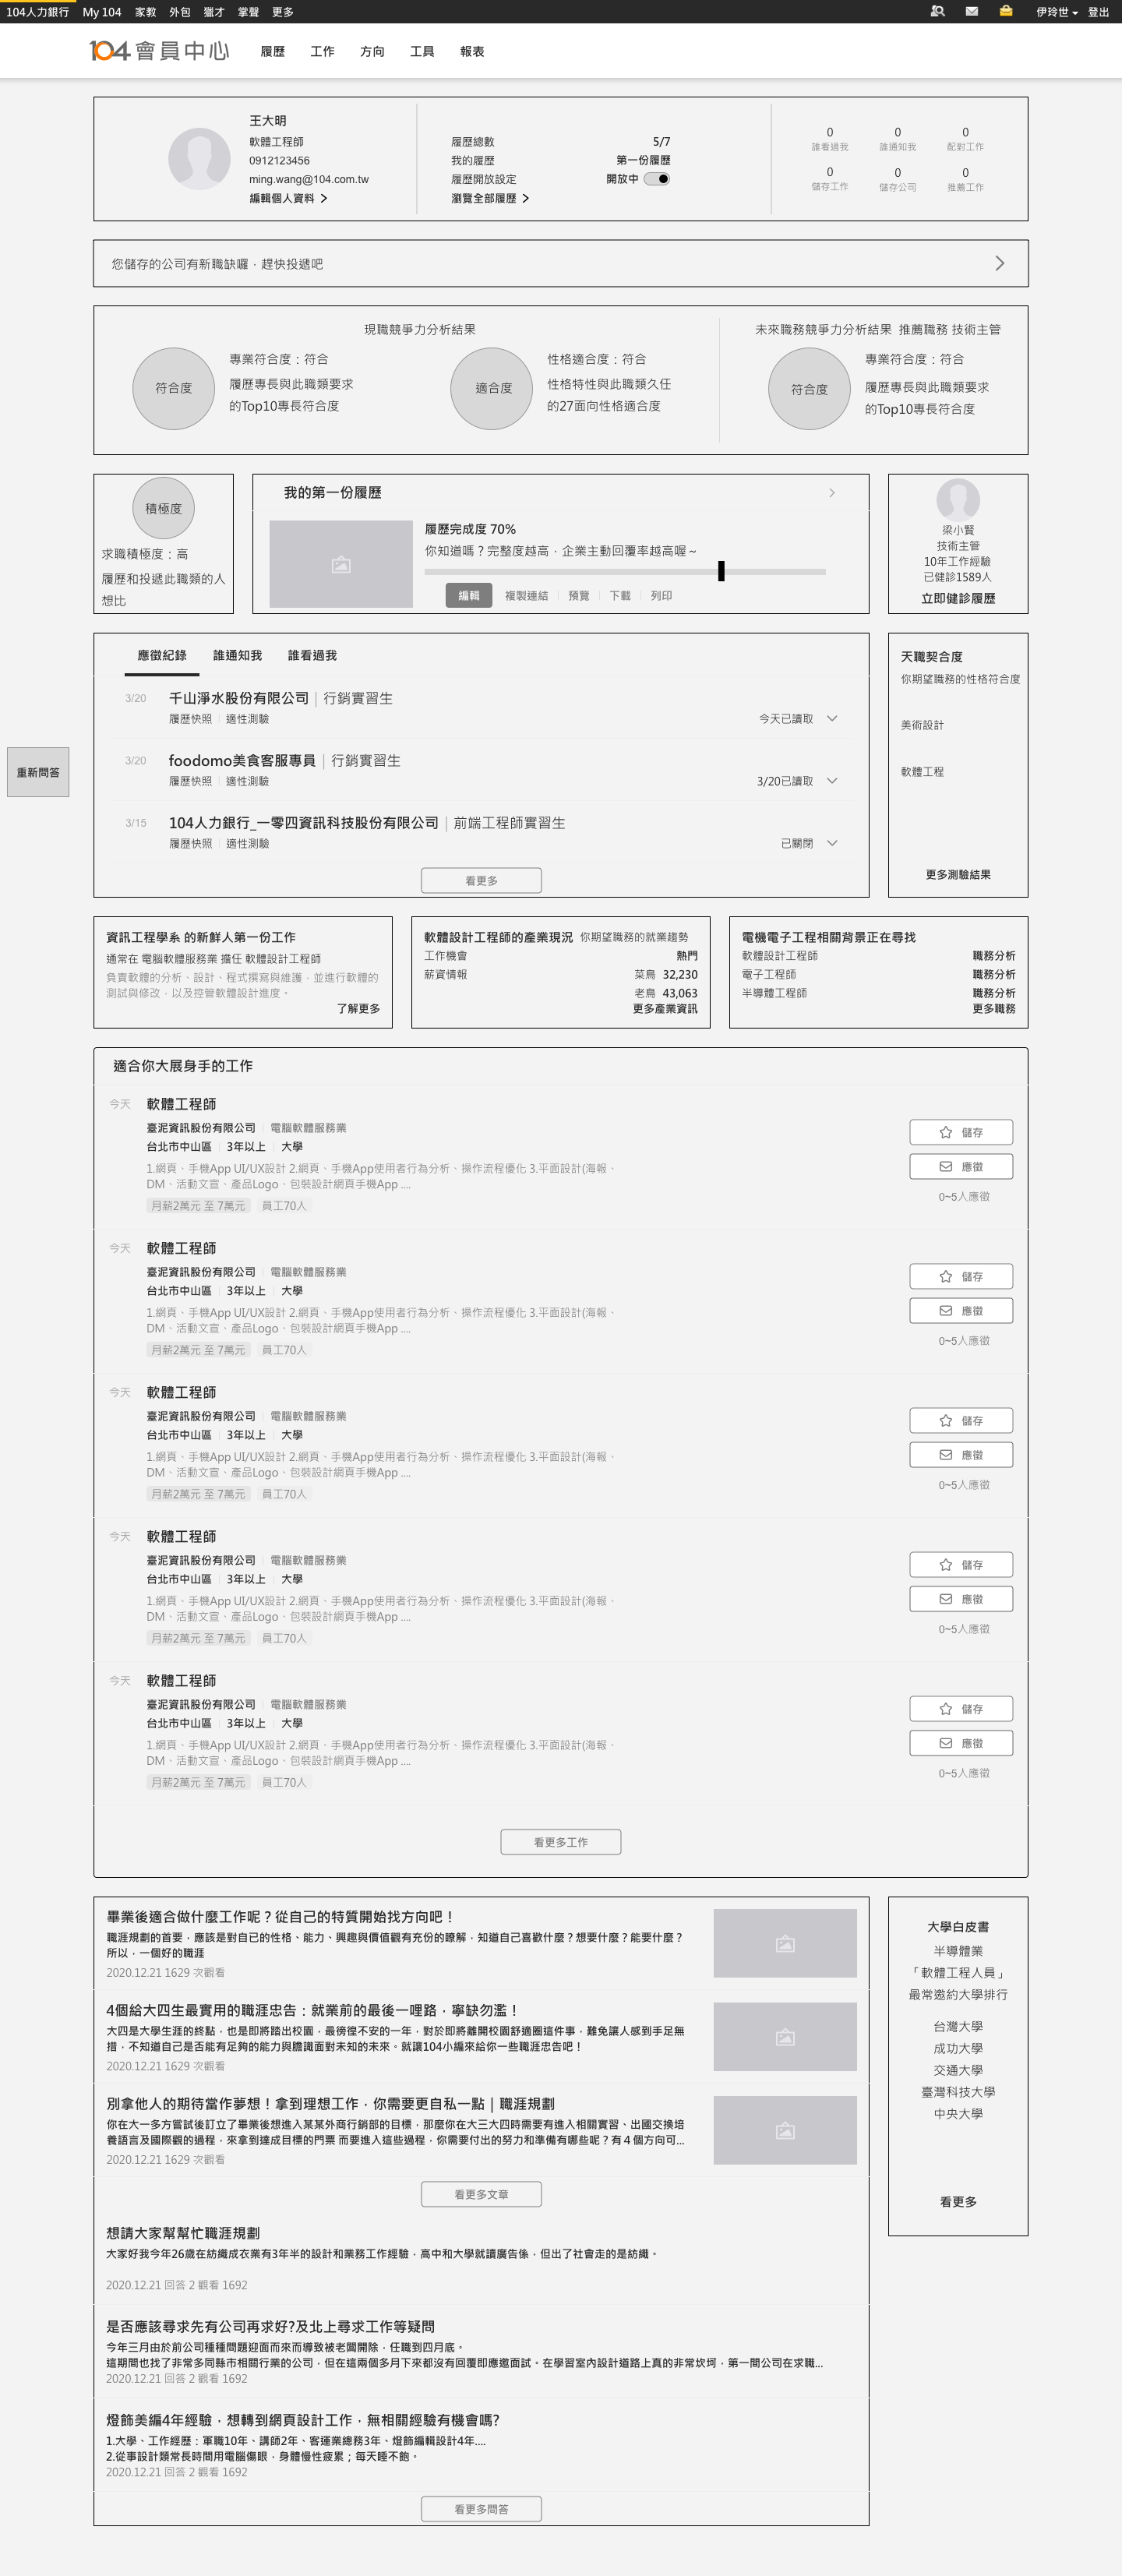 104人力銀行 My 104 家教 外包 獵才 掌聲 更多 伊玲世 登出
104 會員中心 履歷 工作 方向 工具 報表
王大明
軟體工程師
0912123456
ming.wang@104.com.tw
編輯個人資料
履歷總數 5/7
我的履歷 第一份履歷
履歷開放設定 開放中
瀏覽全部履歷
0 0 0
誰看過我 誰通知我 配對工作
0 0 0
儲存工作 儲存公司 推薦工作
您儲存的公司有新職缺囉，趕快投遞吧
現職競爭力分析結果
符合度
專業符合度：符合
履歷專長與此職類要求
的Top10專長符合度
適合度
性格適合度：符合
性格特性與此職類久任
的27面向性格適合度
未來職務競爭力分析結果 推薦職務 技術主管
符合度
專業符合度：符合
履歷專長與此職類要求
的Top10專長符合度
積極度
求職積極度：高
履歷和投遞此職類的人
想比
我的第一份履歷
履歷完成度 70%
你知道嗎？完整度越高，企業主動回覆率越高喔～
編輯 複製連結 預覽 下載 列印
梁小賢
技術主管
10年工作經驗
已健診1589人
立即健診履歷
重新問答
應徵紀錄 誰通知我 誰看過我
3/20 千山淨水股份有限公司｜行銷實習生
履歷快照 適性測驗 今天已讀取
3/20 foodomo美食客服專員｜行銷實習生
履歷快照 適性測驗 3/20已讀取
3/15 104人力銀行_一零四資訊科技股份有限公司｜前端工程師實習生
履歷快照 適性測驗 已關閉
看更多
天職契合度
你期望職務的性格符合度
美術設計
軟體工程
更多測驗結果
資訊工程學系 的新鮮人第一份工作
通常在 電腦軟體服務業 擔任 軟體設計工程師
負責軟體的分析、設計、程式撰寫與維護，並進行軟體的
測試與修改，以及控管軟體設計進度。
了解更多
軟體設計工程師的產業現況 你期望職務的就業趨勢
工作機會 熱門
薪資情報 菜鳥 32,230
老鳥 43,063
更多產業資訊
電機電子工程相關背景正在尋找
軟體設計工程師 職務分析
電子工程師 職務分析
半導體工程師 職務分析
更多職務
適合你大展身手的工作
今天 軟體工程師
臺泥資訊股份有限公司 電腦軟體服務業
台北市中山區 3年以上 大學
1.網頁、手機App UI/UX設計 2.網頁、手機App使用者行為分析、操作流程優化 3.平面設計(海報、
DM、活動文宣、產品Logo、包裝設計網頁手機App ....
月薪2萬元 至 7萬元 員工70人
儲存
應徵
0~5人應徵
今天 軟體工程師
臺泥資訊股份有限公司 電腦軟體服務業
台北市中山區 3年以上 大學
1.網頁、手機App UI/UX設計 2.網頁、手機App使用者行為分析、操作流程優化 3.平面設計(海報、
DM、活動文宣、產品Logo、包裝設計網頁手機App ....
月薪2萬元 至 7萬元 員工70人
儲存
應徵
0~5人應徵
今天 軟體工程師
臺泥資訊股份有限公司 電腦軟體服務業
台北市中山區 3年以上 大學
1.網頁、手機App UI/UX設計 2.網頁、手機App使用者行為分析、操作流程優化 3.平面設計(海報、
DM、活動文宣、產品Logo、包裝設計網頁手機App ....
月薪2萬元 至 7萬元 員工70人
儲存
應徵
0~5人應徵
今天 軟體工程師
臺泥資訊股份有限公司 電腦軟體服務業
台北市中山區 3年以上 大學
1.網頁、手機App UI/UX設計 2.網頁、手機App使用者行為分析、操作流程優化 3.平面設計(海報、
DM、活動文宣、產品Logo、包裝設計網頁手機App ....
月薪2萬元 至 7萬元 員工70人
儲存
應徵
0~5人應徵
今天 軟體工程師
臺泥資訊股份有限公司 電腦軟體服務業
台北市中山區 3年以上 大學
1.網頁、手機App UI/UX設計 2.網頁、手機App使用者行為分析、操作流程優化 3.平面設計(海報、
DM、活動文宣、產品Logo、包裝設計網頁手機App ....
月薪2萬元 至 7萬元 員工70人
儲存
應徵
0~5人應徵
看更多工作
畢業後適合做什麼工作呢？從自己的特質開始找方向吧！
職涯規劃的首要，應該是對自已的性格、能力、興趣與價值觀有充份的瞭解，知道自己喜歡什麼？想要什麼？能要什麼？
所以，一個好的職涯
2020.12.21 1629 次觀看
4個給大四生最實用的職涯忠告：就業前的最後一哩路，寧缺勿濫！
大四是大學生涯的終點，也是即將踏出校園，最徬徨不安的一年，對於即將離開校園舒適圈這件事，難免讓人感到手足無
措，不知道自己是否能有足夠的能力與膽識面對未知的未來。就讓104小編來給你一些職涯忠告吧！
2020.12.21 1629 次觀看
別拿他人的期待當作夢想！拿到理想工作，你需要更自私一點｜職涯規劃
你在大一多方嘗試後訂立了畢業後想進入某某外商行銷部的目標，那麼你在大三大四時需要有進入相關實習、出國交換培
養語言及國際觀的過程，來拿到達成目標的門票 而要進入這些過程，你需要付出的努力和準備有哪些呢？有４個方向可...
2020.12.21 1629 次觀看
看更多文章
想請大家幫幫忙職涯規劃
大家好我今年26歲在紡織成衣業有3年半的設計和業務工作經驗，高中和大學就讀廣告係，但出了社會走的是紡織。
2020.12.21 回答 2 觀看 1692
是否應該尋求先有公司再求好?及北上尋求工作等疑問
今年三月由於前公司種種問題迎面而來而導致被老闆開除，任職到四月底。
這期間也找了非常多同縣市相關行業的公司，但在這兩個多月下來都沒有回覆即應邀面試。在學習室內設計道路上真的非常坎坷，第一間公司在求職...
2020.12.21 回答 2 觀看 1692
燈飾美編4年經驗，想轉到網頁設計工作，無相關經驗有機會嗎?
1.大學、工作經歷：軍職10年、講師2年、客運業總務3年、燈飾編輯設計4年....
2.從事設計類常長時間用電腦傷眼，身體慢性疲累；每天睡不飽。
2020.12.21 回答 2 觀看 1692
看更多問答
大學白皮書
半導體業
「軟體工程人員」
最常邀約大學排行
台灣大學
成功大學
交通大學
臺灣科技大學
中央大學
看更多